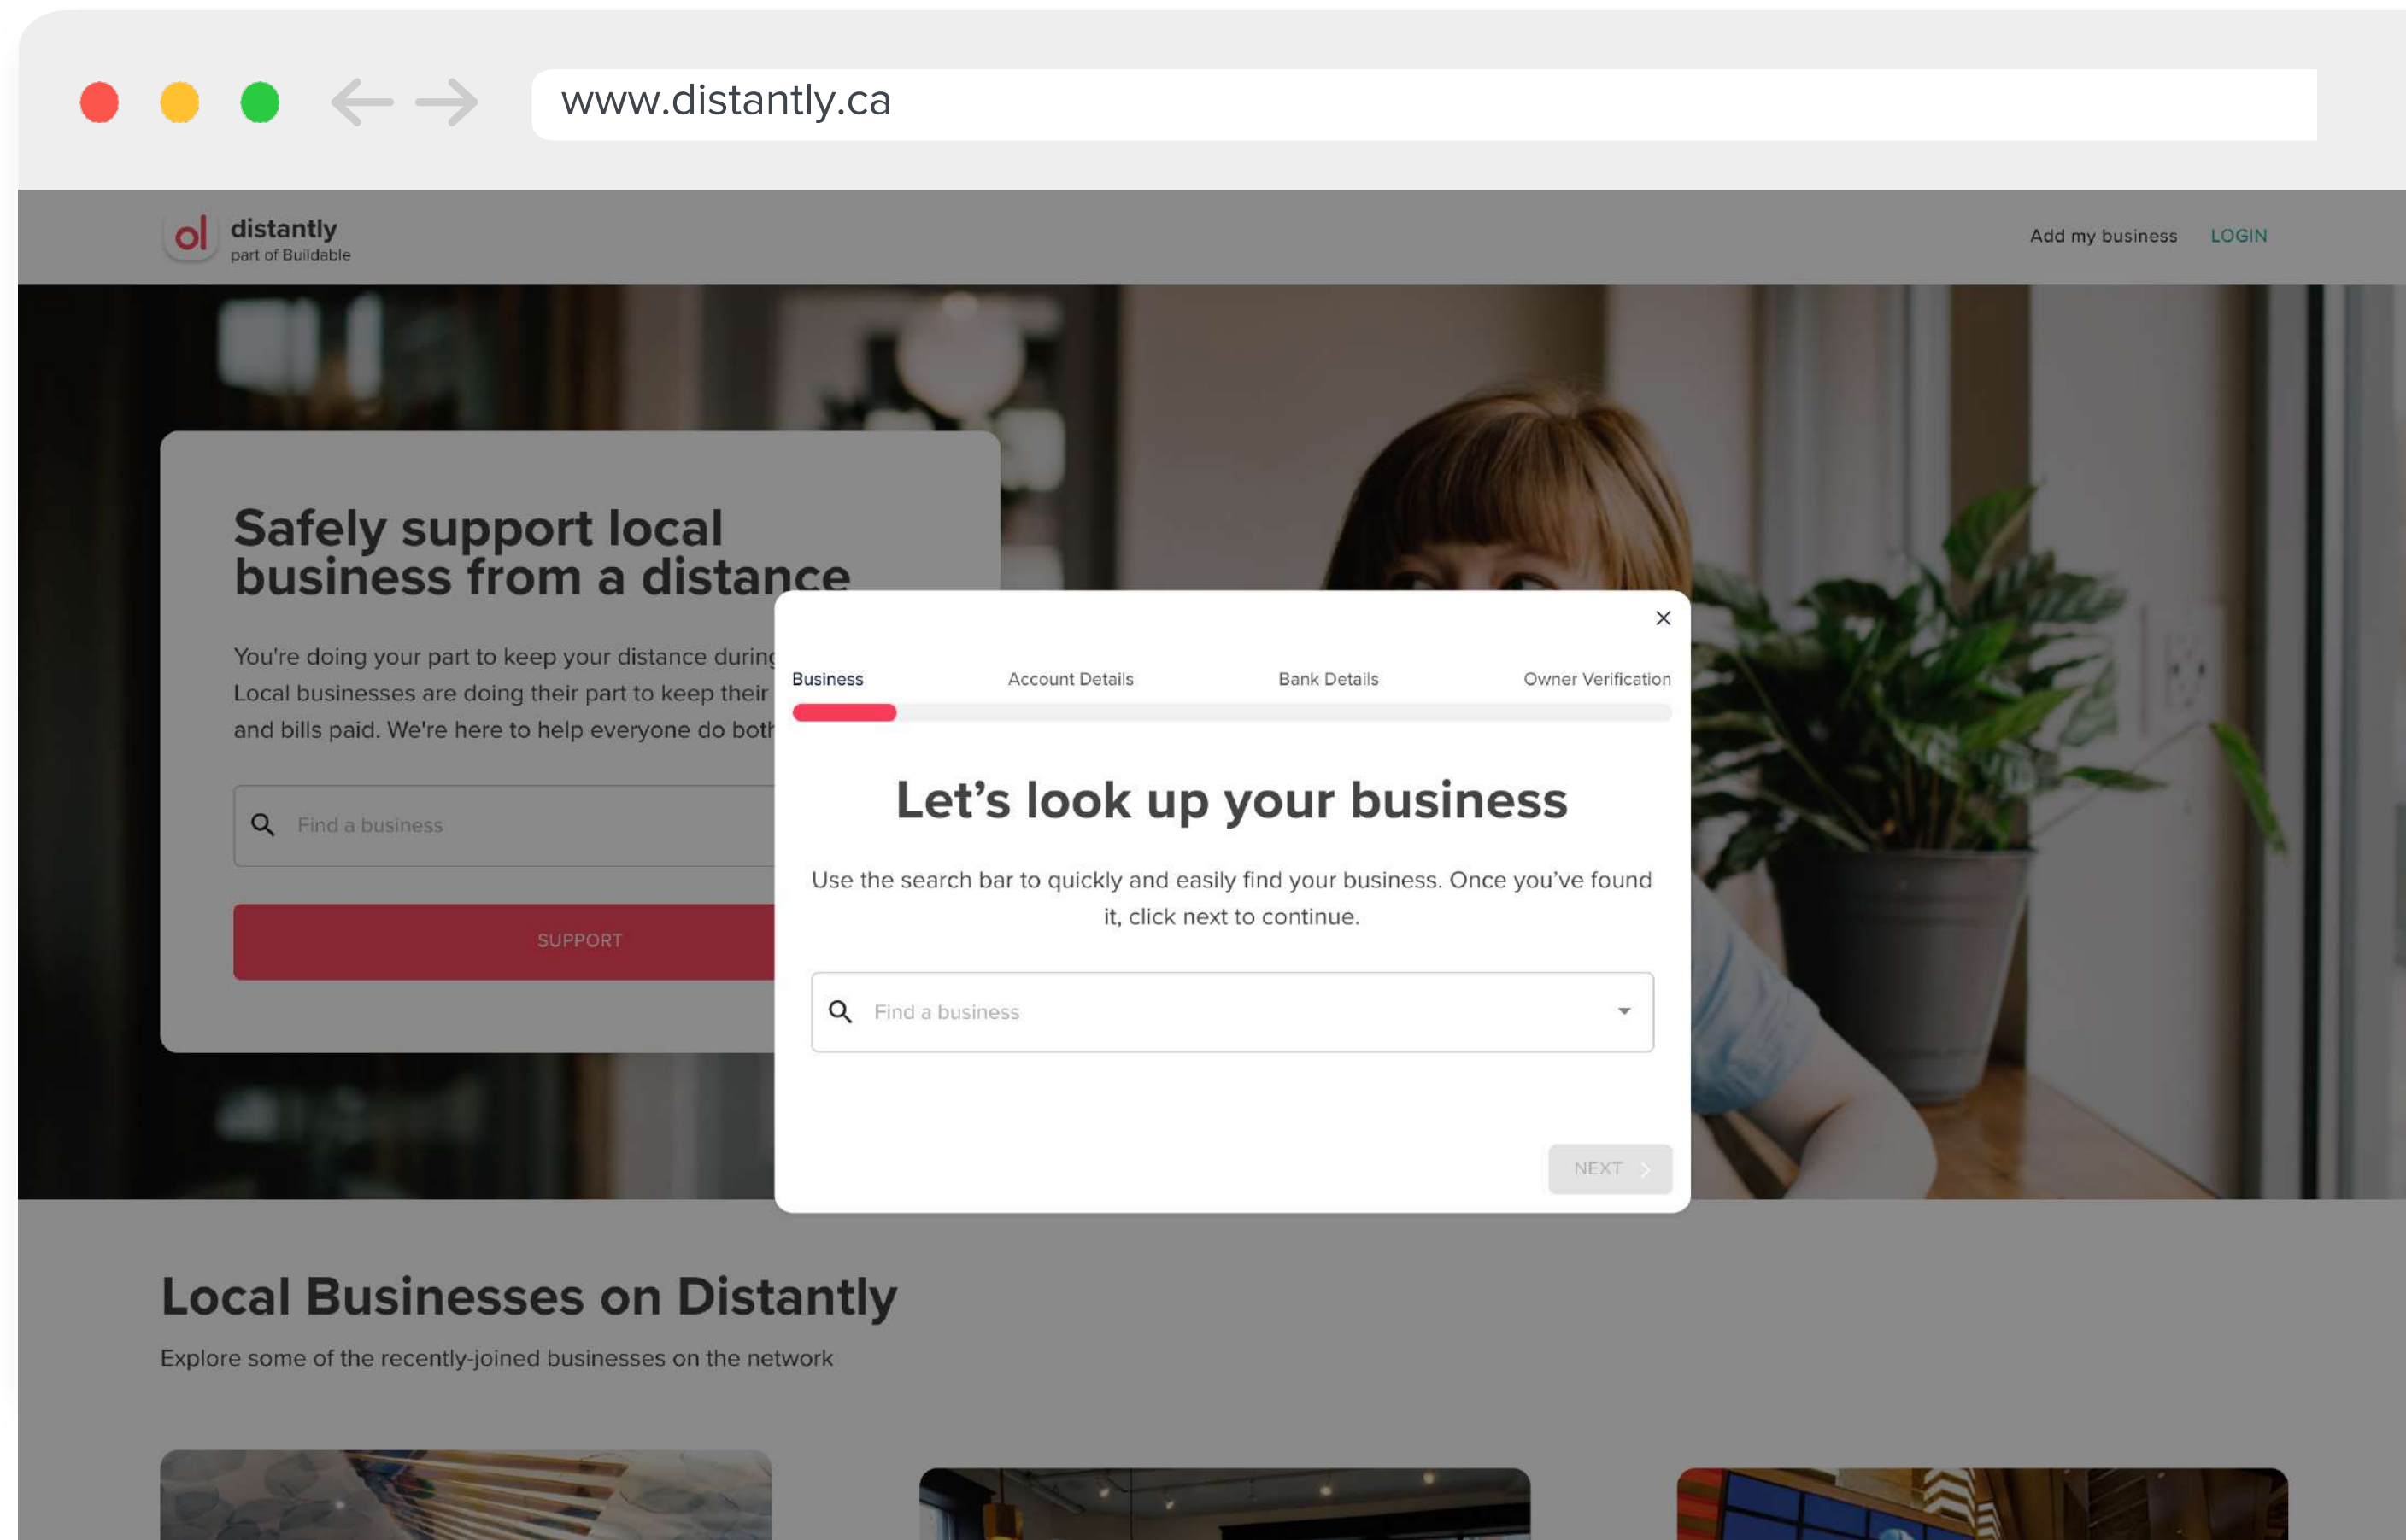 www.distantly.ca
distantly
part of Buildable
Add my business LOGIN
Safely support local
business from a distance
You're doing your part to keep your distance during
Local businesses are doing their part to keep their
and bills paid. We're here to help everyone do both
Find a business
SUPPORT
Business Account Details Bank Details Owner Verification
Let's look up your business
Use the search bar to quickly and easily find your business. Once you've found
it, click next to continue.
Find a business
NEXT
Local Businesses on Distantly
Explore some of the recently-joined businesses on the network